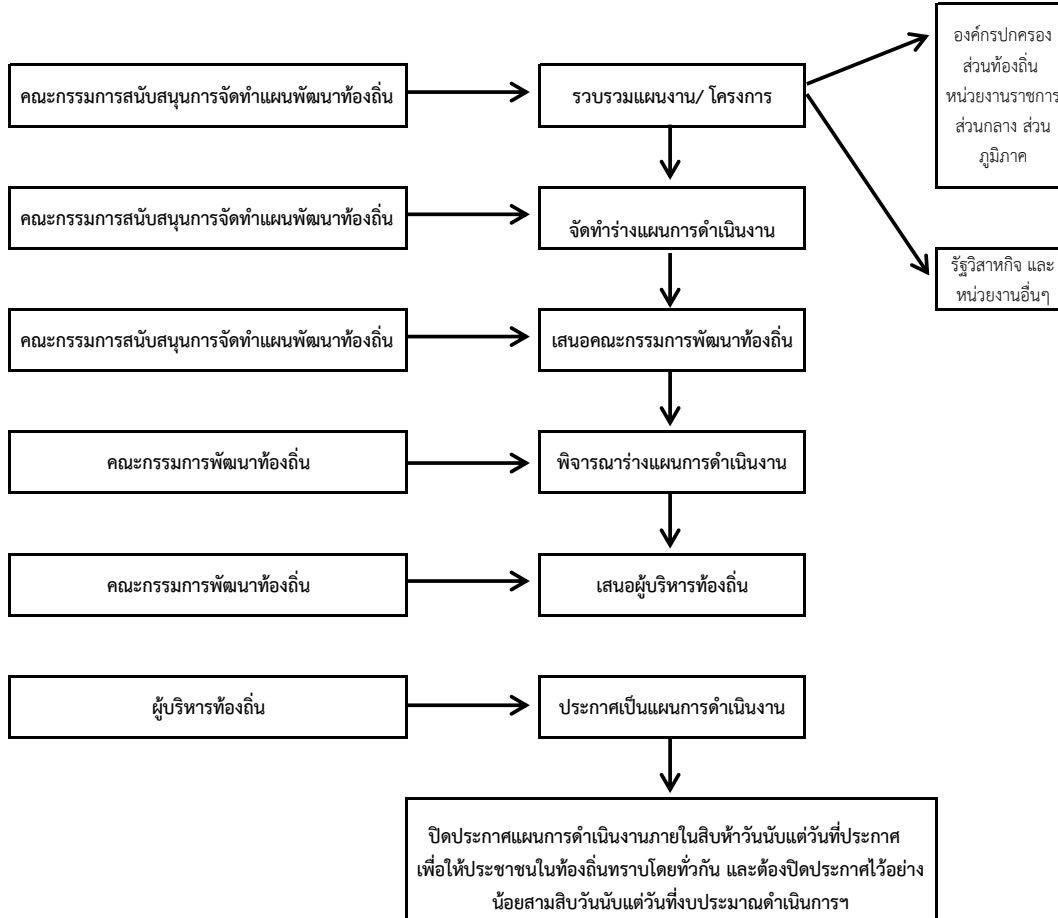 คณะกรรมการสนับสนุนการจัดทำแผนพัฒนาท้องถิ่น
รวบรวมแผนงาน/ โครงการ
องค์กรปกครอง
ส่วนท้องถิ่น
หน่วยงานราชการ
ส่วนกลาง ส่วน
ภูมิภาค
คณะกรรมการสนับสนุนการจัดทำแผนพัฒนาท้องถิ่น
จัดทำร่างแผนการดำเนินงาน
รัฐวิสาหกิจ และ
หน่วยงานอื่นๆ
คณะกรรมการสนับสนุนการจัดทำแผนพัฒนาท้องถิ่น
เสนอคณะกรรมการพัฒนาท้องถิ่น
คณะกรรมการพัฒนาท้องถิ่น
พิจารณาร่างแผนการดำเนินงาน
คณะกรรมการพัฒนาท้องถิ่น
เสนอผู้บริหารท้องถิ่น
ผู้บริหารท้องถิ่น
ประกาศเป็นแผนการดำเนินงาน
ปิดประกาศแผนการดำเนินงานภายในสิบห้าวันนับแต่วันที่ประกาศ
เพื่อให้ประชาชนในท้องถิ่นทราบโดยทั่วกัน และต้องปิดประกาศไว้อย่าง
น้อยสามสิบวันนับแต่วันที่งบประมาณดำเนินการฯ